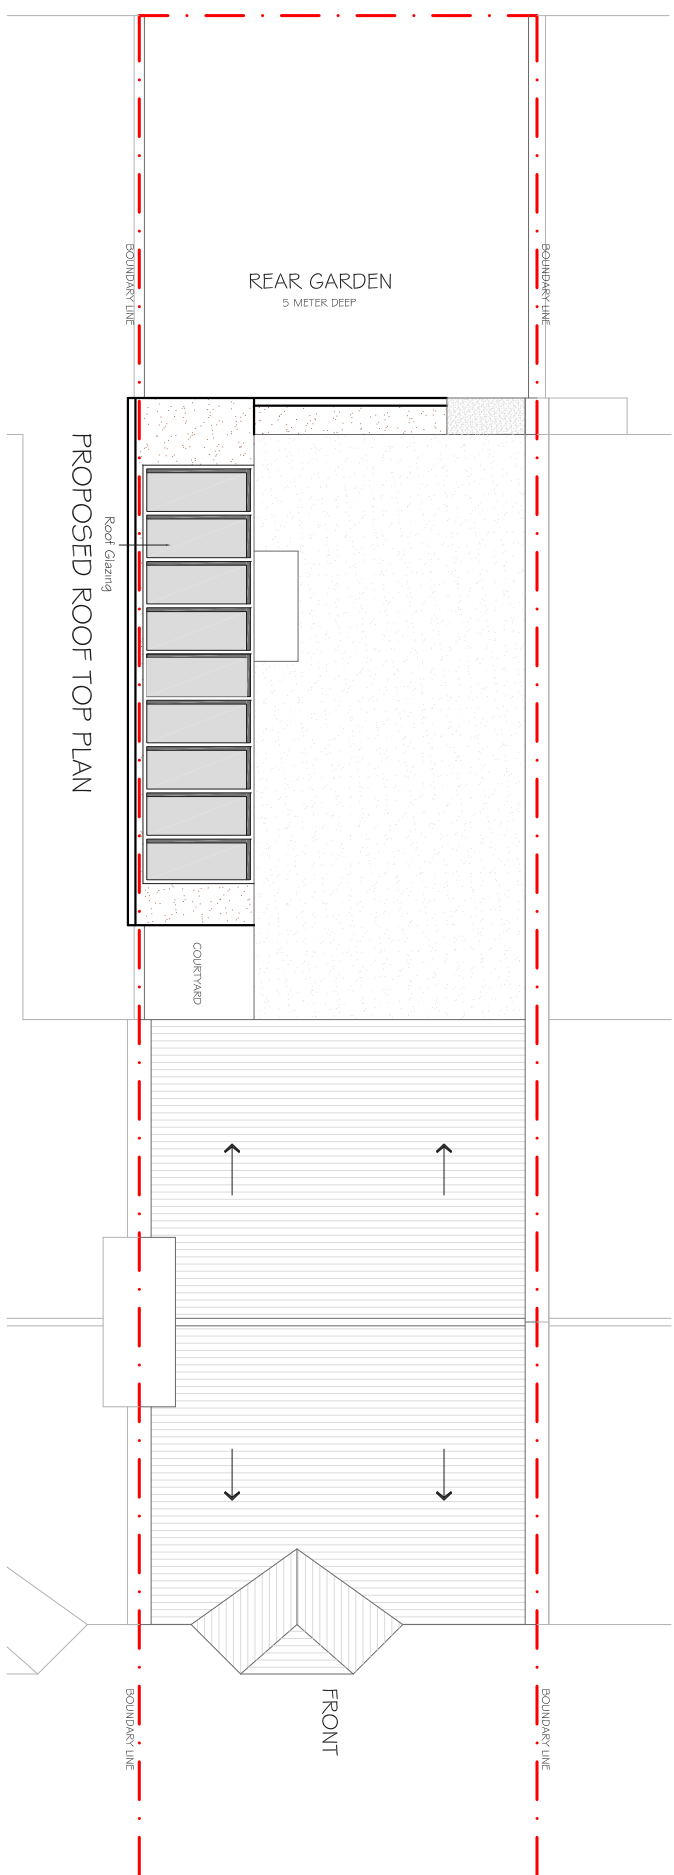 BOUNDARY LINE
BOUNDARY LINE
REAR GARDEN
5 METER DEEP
PROPOSED ROOF TOP PLAN
Roof Glazing
COURTYARD
FRONT
BOUNDARY LINE
BOUNDARY LINE